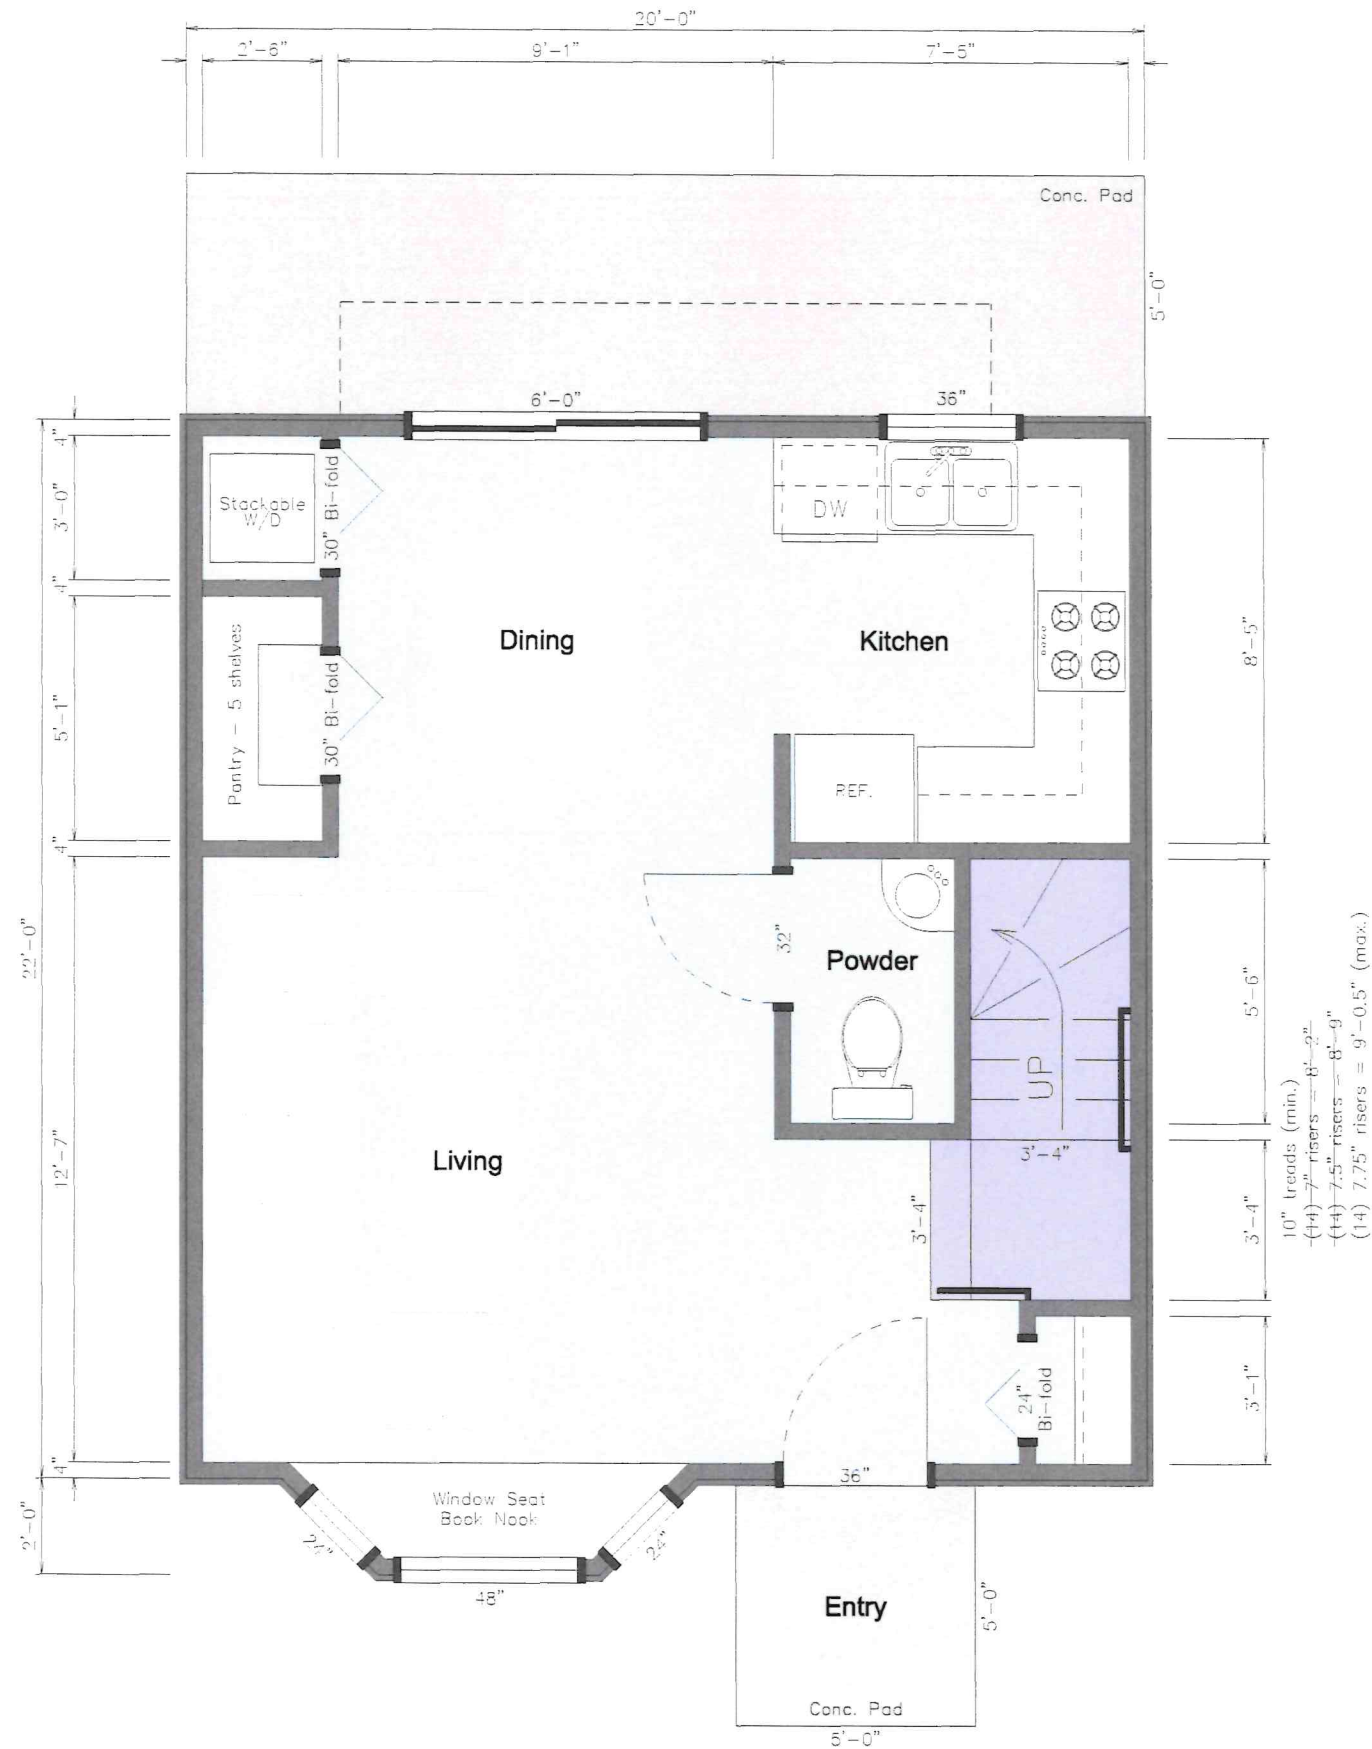 20'-0"
2'-6"
9'-1"
7'-5"
Conc. Pad
5'-0"
6'-0"
36"
4"
3'-0"
4"
5'-1"
4"
22'-0"
12'-7"
4"
2'-0"
Stackable
W/D
30" Bi-fold
Pantry - 5 shelves
30" Bi-fold
Dining
Kitchen
DW
REF.
8'-5"
32"
Powder
UP
5'-6"
3'-4"
3'-4"
3'-4"
10" treads (min.)
(14) 7" risers = 8'-2"
(14) 7.5" risers - 8'-9"
(14) 7.75" risers = 9'-0.5" (max.)
Living
24"
Bi-fold
3'-1"
36"
Window Seat
Book Nook
24"
24"
48"
Entry
5'-0"
Conc. Pad
5'-0"